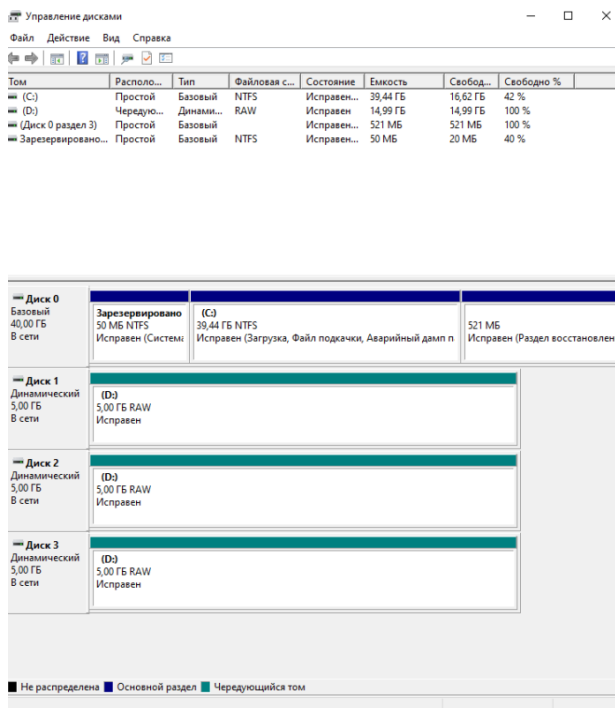 Управление дисками
Файл Действие Вид Справка
Том Располо... Тип Файловая с... Состояние Емкость Свобод... Свободно %
(C:) Простой Базовый NTFS Исправен... 39,44 ГБ 16,62 ГБ 42 %
(D:) Чередую... Динами... RAW Исправен 14,99 ГБ 14,99 ГБ 100 %
(Диск 0 раздел 3) Простой Базовый Исправен... 521 МБ 521 МБ 100 %
Зарезервировано... Простой Базовый NTFS Исправен... 50 МБ 20 МБ 40 %
Диск 0
Базовый
40,00 ГБ
В сети
Зарезервировано
50 МБ NTFS
Исправен (Система
(C:)
39,44 ГБ NTFS
Исправен (Загрузка, Файл подкачки, Аварийный дамп п
521 МБ
Исправен (Раздел восстановлен
Диск 1
Динамический
5,00 ГБ
В сети
(D:)
5,00 ГБ RAW
Исправен
Диск 2
Динамический
5,00 ГБ
В сети
(D:)
5,00 ГБ RAW
Исправен
Диск 3
Динамический
5,00 ГБ
В сети
(D:)
5,00 ГБ RAW
Исправен
Не распределена Основной раздел Чередующийся том